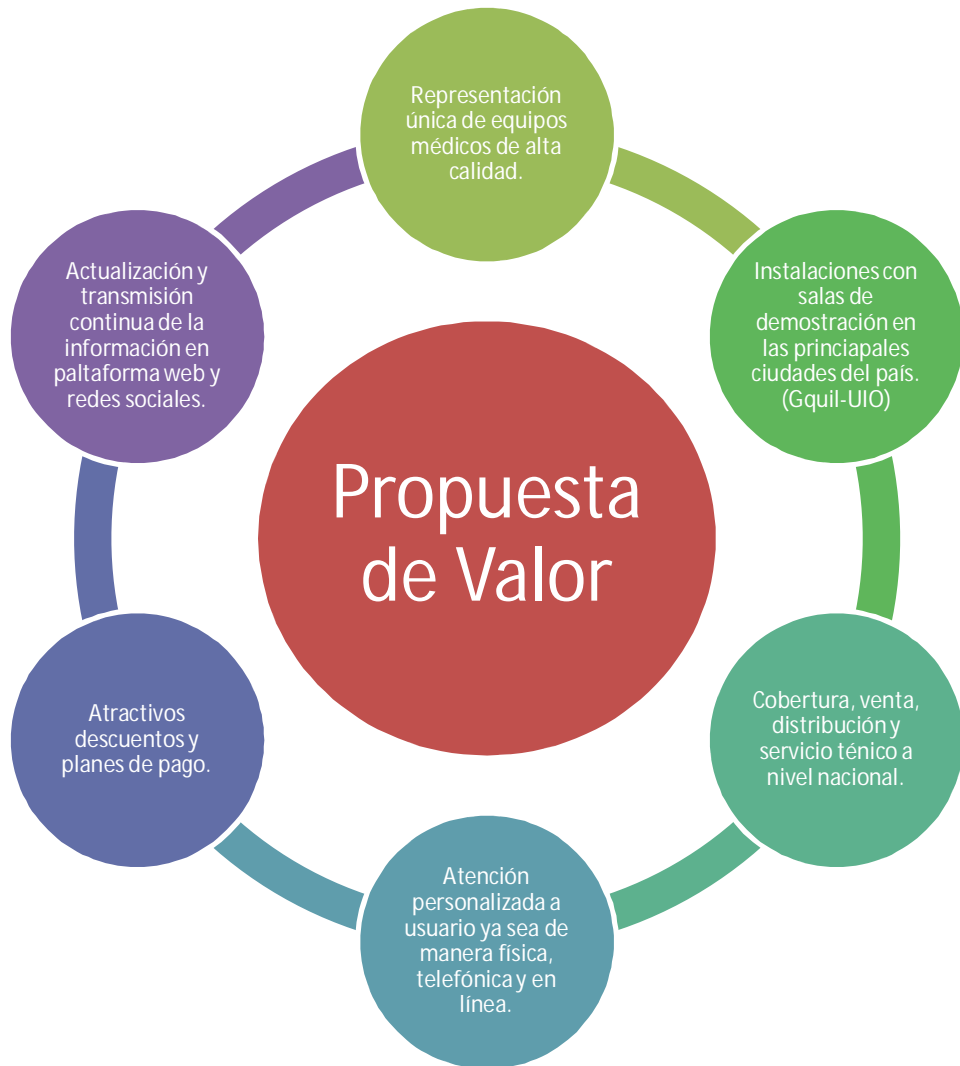 Representación
única de equipos
médicos de alta
calidad.
Instalaciones con
salas de
demostración en
las princiapales
ciudades del país.
(Gquil-UIO)
Cobertura, venta,
distribución y
servicio ténico a
nivel nacional.
Atención
personalizada a
usuario ya sea de
manera física,
telefónica y en
línea.
Atractivos
descuentos y
planes de pago.
Actualización y
transmisión
continua de la
información en
paltaforma web y
redes sociales.
Propuesta
de Valor